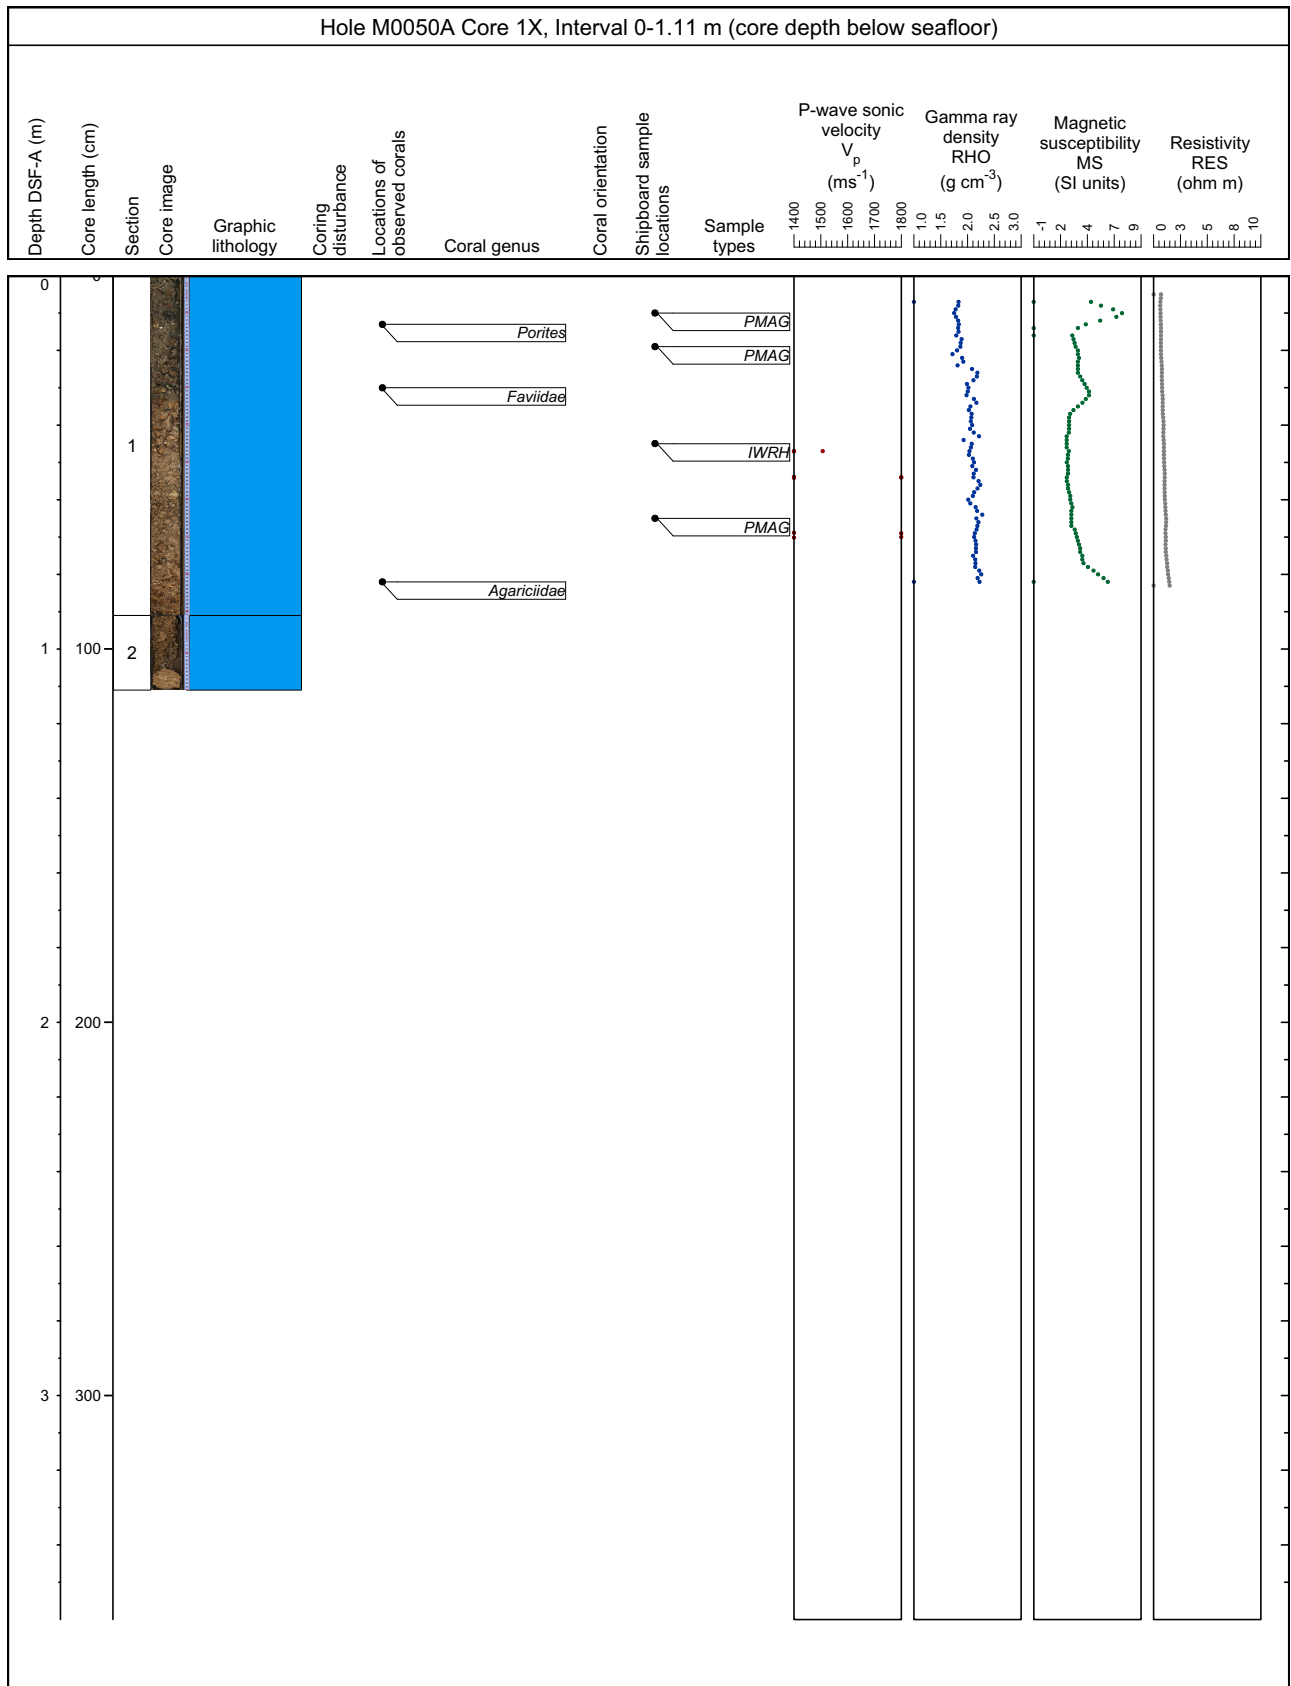 Hole M0050A Core 1X, Interval 0-1.11 m (core depth below seafloor)
Depth DSF-A (m)
Core length (cm)
Section
Core image
Graphic
lithology
Coring
disturbance
Locations of
observed corals
Coral genus
Coral orientation
Shipboard sample
locations
Sample
types
P-wave sonic
velocity
Vp
(ms-1)
1400 1500 1600 1700 1800
Gamma ray
density
RHO
(g cm-3)
1.0 1.5 2.0 2.5 3.0
Magnetic
susceptibility
MS
(SI units)
-1 2 4 7 9
Resistivity
RES
(ohm m)
0 3 5 8 10
0 0
Porites
PMAG
PMAG
Faviidae
1
IWRH
PMAG
Agariciidae
1 100
2
2 200
3 300